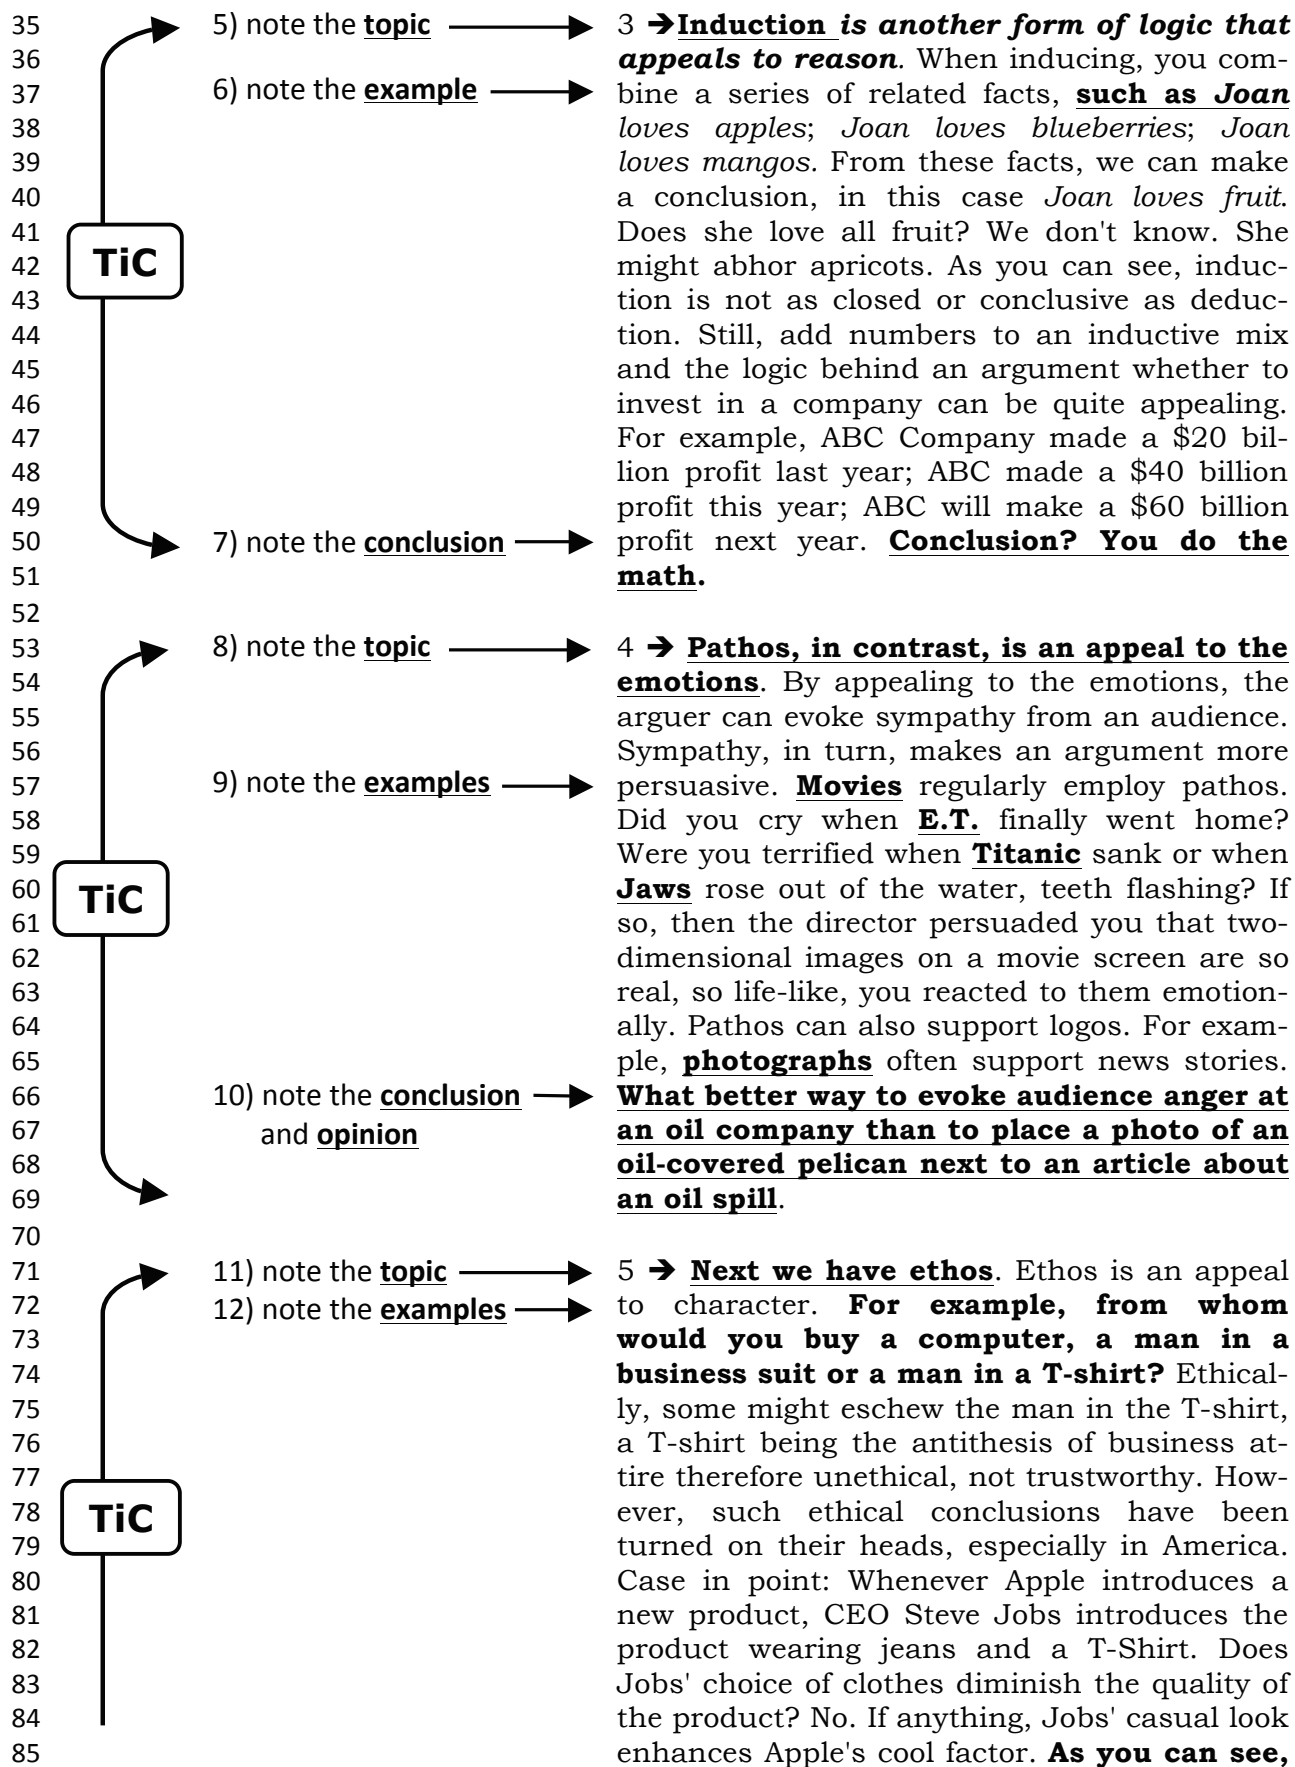 35 5) note the topic 3 ➔Induction is another form of logic that
36 appeals to reason. When inducing, you com-
37 6) note the example bine a series of related facts, such as Joan
38 loves apples; Joan loves blueberries; Joan
39 loves mangos. From these facts, we can make
40 a conclusion, in this case Joan loves fruit.
41 Does she love all fruit? We don't know. She
42 TiC might abhor apricots. As you can see, induc-
43 tion is not as closed or conclusive as deduc-
44 tion. Still, add numbers to an inductive mix
45 and the logic behind an argument whether to
46 invest in a company can be quite appealing.
47 For example, ABC Company made a $20 bil-
48 lion profit last year; ABC made a $40 billion
49 profit this year; ABC will make a $60 billion
50 7) note the conclusion profit next year. Conclusion? You do the
51 math.
52
53 8) note the topic 4 ➔ Pathos, in contrast, is an appeal to the
54 emotions. By appealing to the emotions, the
55 arguer can evoke sympathy from an audience.
56 Sympathy, in turn, makes an argument more
57 9) note the examples persuasive. Movies regularly employ pathos.
58 Did you cry when E.T. finally went home?
59 Were you terrified when Titanic sank or when
60 TiC Jaws rose out of the water, teeth flashing? If
61 so, then the director persuaded you that two-
62 dimensional images on a movie screen are so
63 real, so life-like, you reacted to them emotion-
64 ally. Pathos can also support logos. For exam-
65 ple, photographs often support news stories.
66 10) note the conclusion What better way to evoke audience anger at
67 and opinion an oil company than to place a photo of an
68 oil-covered pelican next to an article about
69 an oil spill.
70
71 11) note the topic 5 ➔ Next we have ethos. Ethos is an appeal
72 12) note the examples to character. For example, from whom
73 would you buy a computer, a man in a
74 business suit or a man in a T-shirt? Ethical-
75 ly, some might eschew the man in the T-shirt,
76 a T-shirt being the antithesis of business at-
77 tire therefore unethical, not trustworthy. How-
78 TiC ever, such ethical conclusions have been
79 turned on their heads, especially in America.
80 Case in point: Whenever Apple introduces a
81 new product, CEO Steve Jobs introduces the
82 product wearing jeans and a T-Shirt. Does
83 Jobs' choice of clothes diminish the quality of
84 the product? No. If anything, Jobs' casual look
85 enhances Apple's cool factor. As you can see,